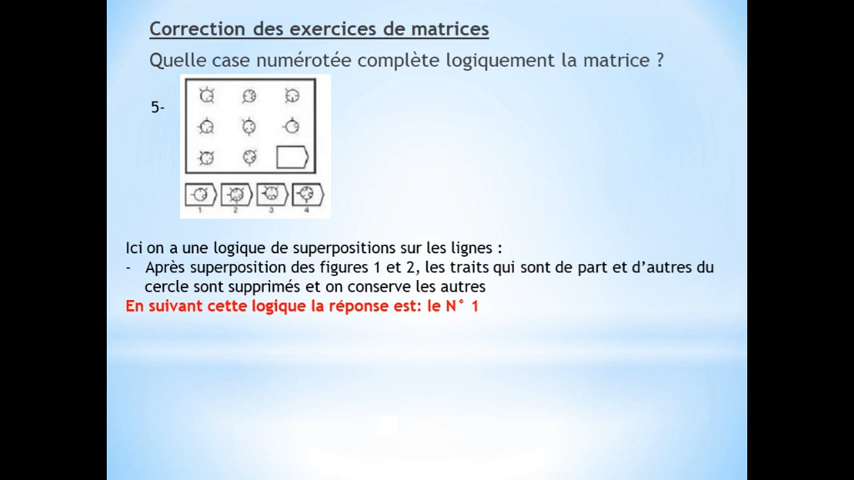 Correction des exercices de matrices
Quelle case numérotée complète logiquement la matrice ?
5-
1 2 3 4
Ici on a une logique de superpositions sur les lignes :
- Après superposition des figures 1 et 2, les traits qui sont de part et d’autres du
cercle sont supprimés et on conserve les autres
En suivant cette logique la réponse est: le N° 1